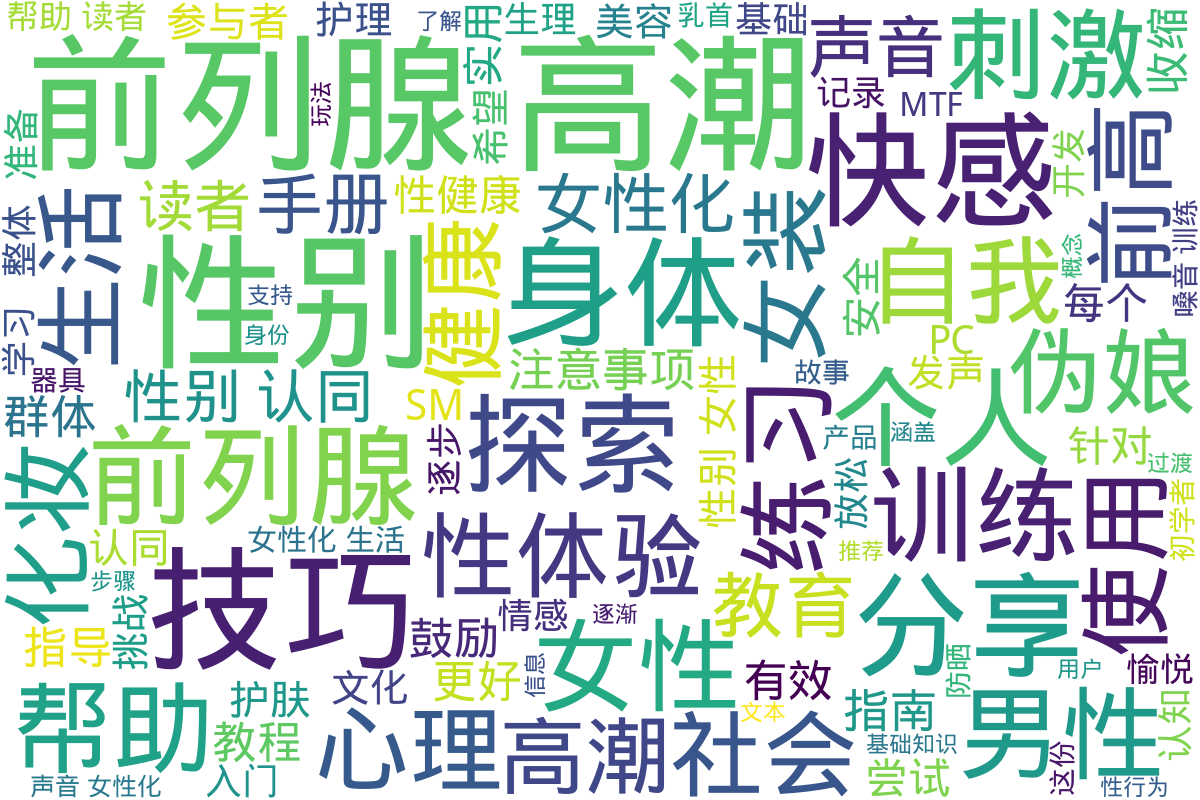 帮助 读者
参与者
护理
了解
实用
生理
美容
乳首
基础
声音
刺激
收缩
前列腺
高潮
玩法
希望
记录
MTF
快感
开发
前高
准备
读者
手册
性健康
女性化
女装
整体
生活
性别
支持
身份
健康
身体
安全
自我
概念
嗓音 训练
每个
学习
器具
性别 认同
注意事项
PC
发声
伪娘
群体
SM
探索
性别 女性
故事
个人
产品
涵盖
针对
过渡
前列腺
逐步
练习
放松
训练
使用
初学者
化妆
认同
女性化 生活
性体验
推荐
步骤
技巧
教育
分享
挑战
指导
鼓励
情感
逐渐
女性
帮助
护肤
文化
更好
信息
有效
防晒
用户
愉悦
教程
心理
高潮
社会
文本
指南
男性
认知
基础知识
声音 女性化
入门
尝试
这份
性行为